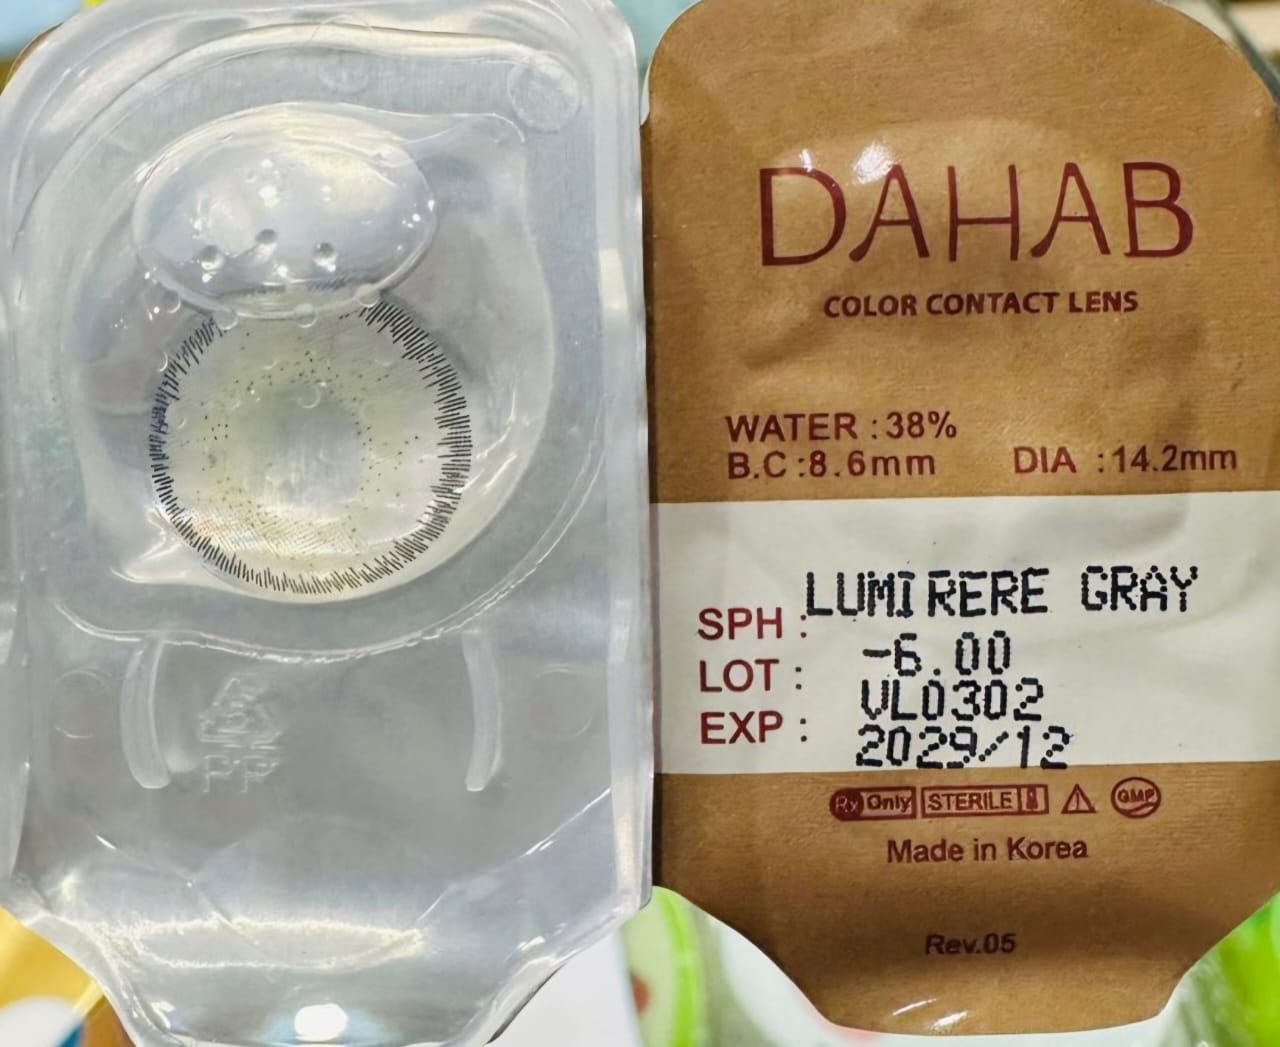 PP
DAHAB
COLOR CONTACT LENS
WATER : 38%
B.C : 8.6mm DIA : 14.2mm
LUMIRERE GRAY
SPH : -6.00
LOT : VL0302
EXP : 2029/12
Rx Only STERILE GMP
Made in Korea
Rev.05